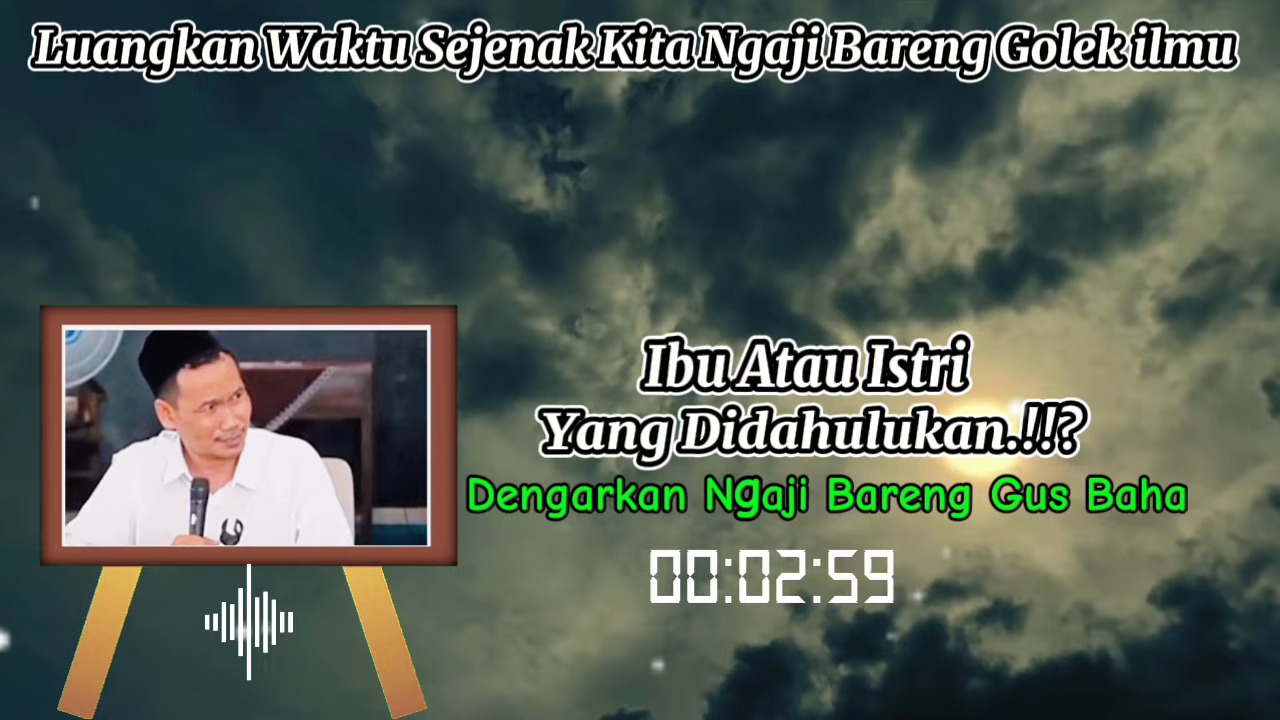 Luangkan Waktu Sejenak Kita Ngaji Bareng Golek ilmu
Ibu Atau Istri
Yang Didahulukan.!!!?
Dengarkan Ngaji Bareng Gus Baha
00:02:59